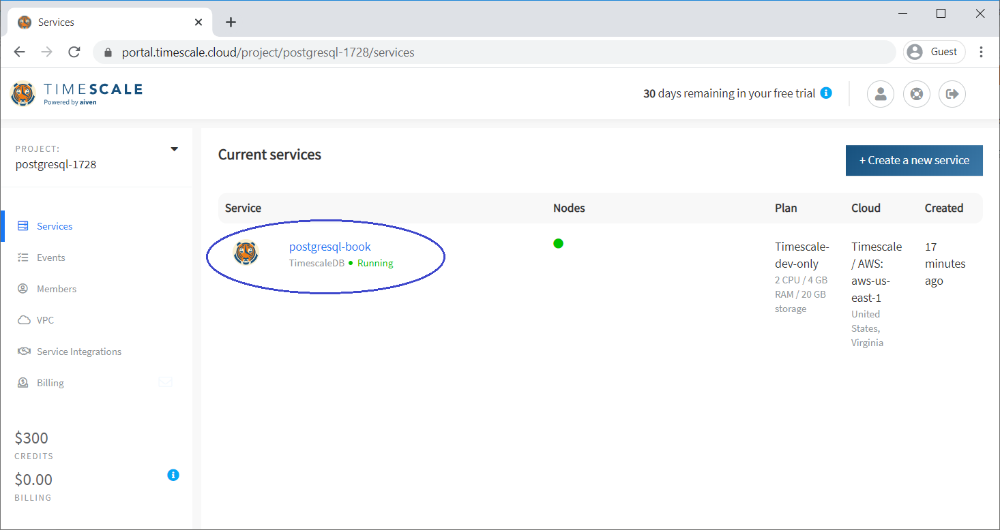 Services
portal.timescale.cloud/project/postgresql-1728/services
Guest
TIMESCALE
Powered by aiven
30 days remaining in your free trial
PROJECT:
postgresql-1728
Services
Events
Members
VPC
Service Integrations
Billing
$300
CREDITS
$0.00
BILLING
Current services
+ Create a new service
Service Nodes Plan Cloud Created
postgresql-book
TimescaleDB • Running
Timescale-
dev-only
2 CPU / 4 GB
RAM / 20 GB
storage
Timescale
/ AWS:
aws-us-
east-1
United
States,
Virginia
17
minutes
ago